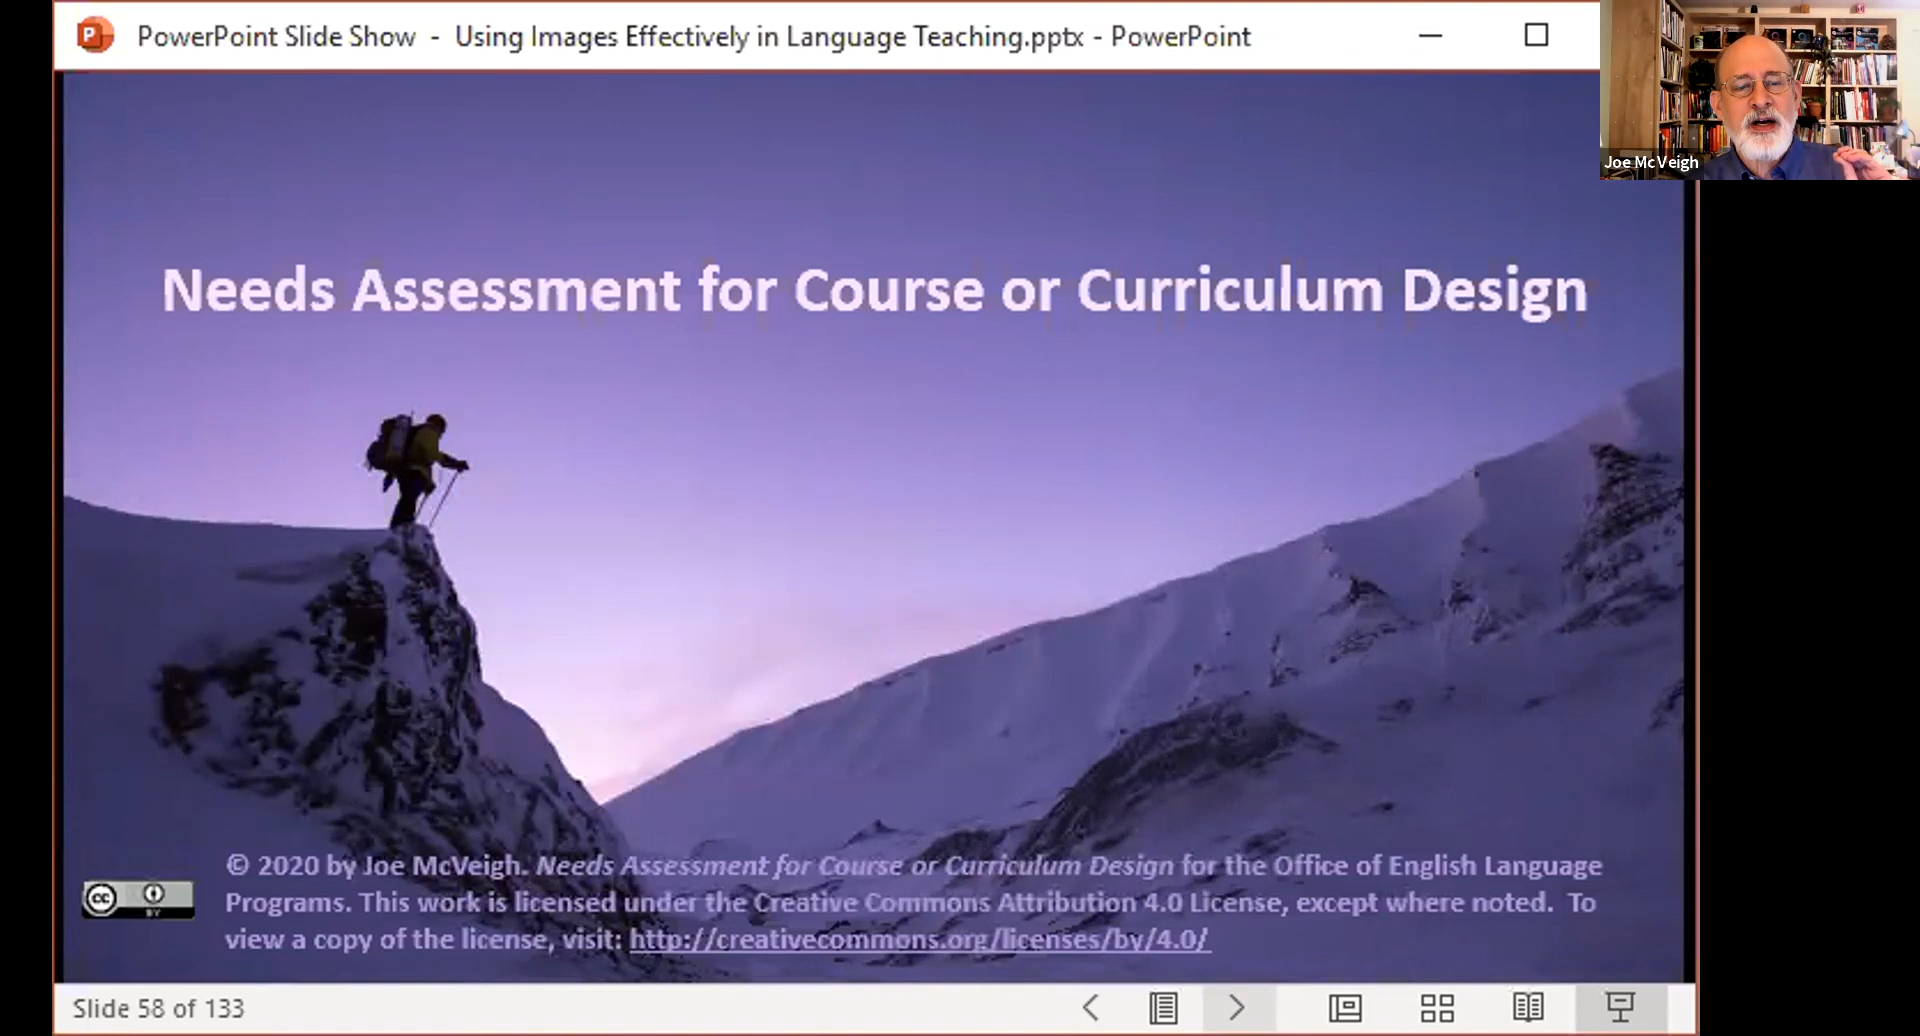 PowerPoint Slide Show - Using Images Effectively in Language Teaching.pptx - PowerPoint
Joe McVeigh
Needs Assessment for Course or Curriculum Design
© 2020 by Joe McVeigh. Needs Assessment for Course or Curriculum Design for the Office of English Language
Programs. This work is licensed under the Creative Commons Attribution 4.0 License, except where noted. To
view a copy of the license, visit: http://creativecommons.org/licenses/by/4.0/
cc
BY
Slide 58 of 133